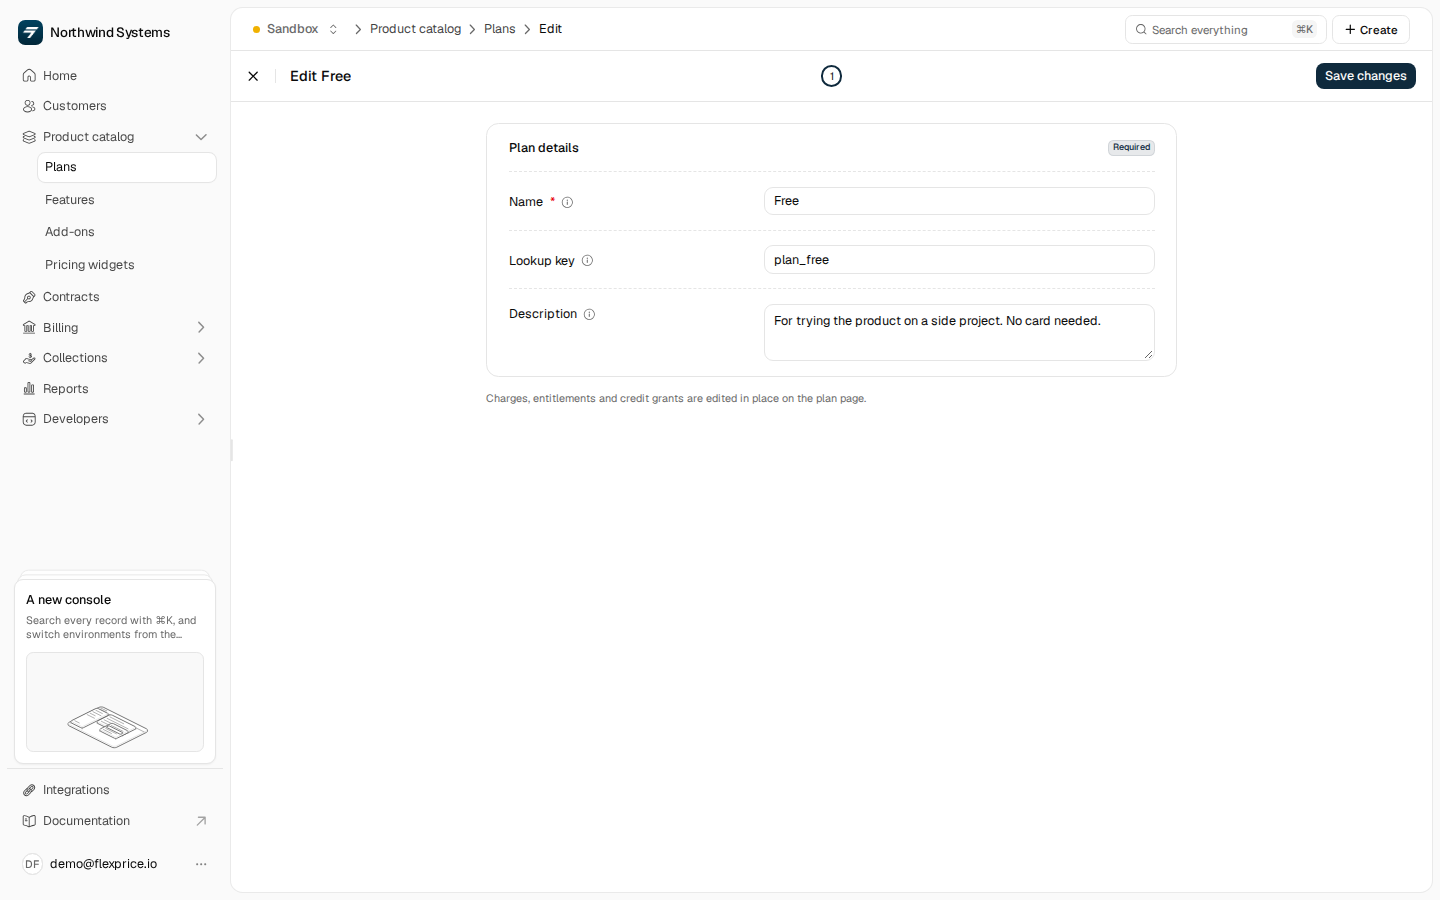 Northwind Systems
Sandbox
Product catalog
Plans
Edit
Search everything
⌘K
Create
Home
Customers
Product catalog
Plans
Features
Add-ons
Pricing widgets
Contracts
Billing
Collections
Reports
Developers
Edit Free
1
Save changes
Plan details
Required
Name *
Free
Lookup key
plan_free
Description
For trying the product on a side project. No card needed.
Charges, entitlements and credit grants are edited in place on the plan page.
A new console
Search every record with ⌘K, and
switch environments from the...
Integrations
Documentation
DF
demo@flexprice.io